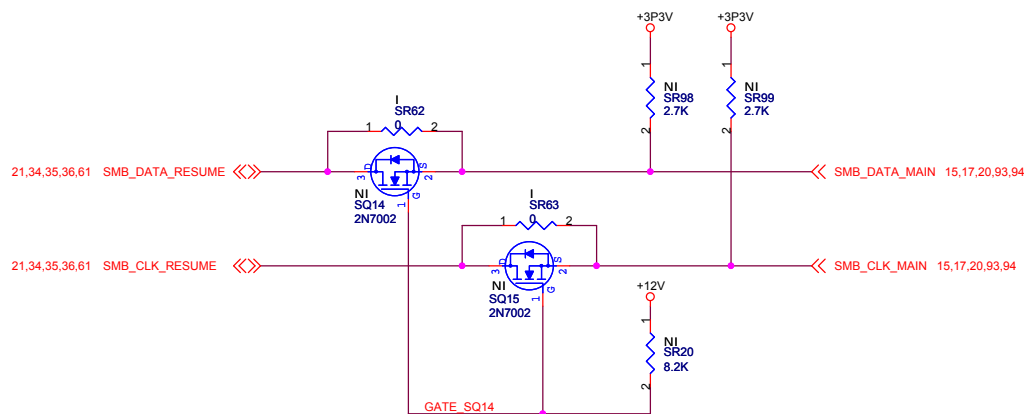 +3P3V +3P3V
1 1
NI NI
SR98 SR99
2.7K 2.7K
2 2
I
SR62
0
1 2
21,34,35,36,61 SMB_DATA_RESUME
D S
3 2
G
1
NI
SQ14
2N7002
SMB_DATA_MAIN 15,17,20,93,94
I
SR63
0
1 2
21,34,35,36,61 SMB_CLK_RESUME
D S
3 2
G
1
NI
SQ15
2N7002
SMB_CLK_MAIN 15,17,20,93,94
+12V
1
NI
SR20
8.2K
2
GATE_SQ14